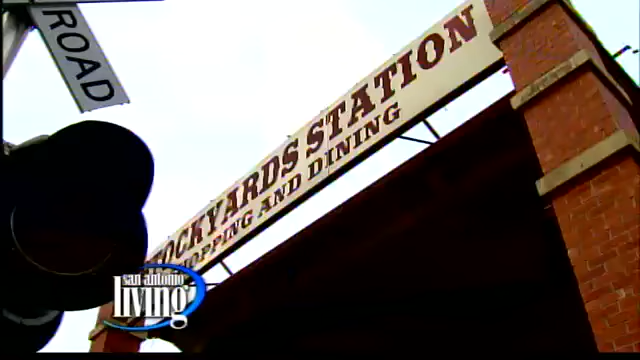 ROAD
STOCKYARDS STATION
SHOPPING AND DINING
san antonio
living